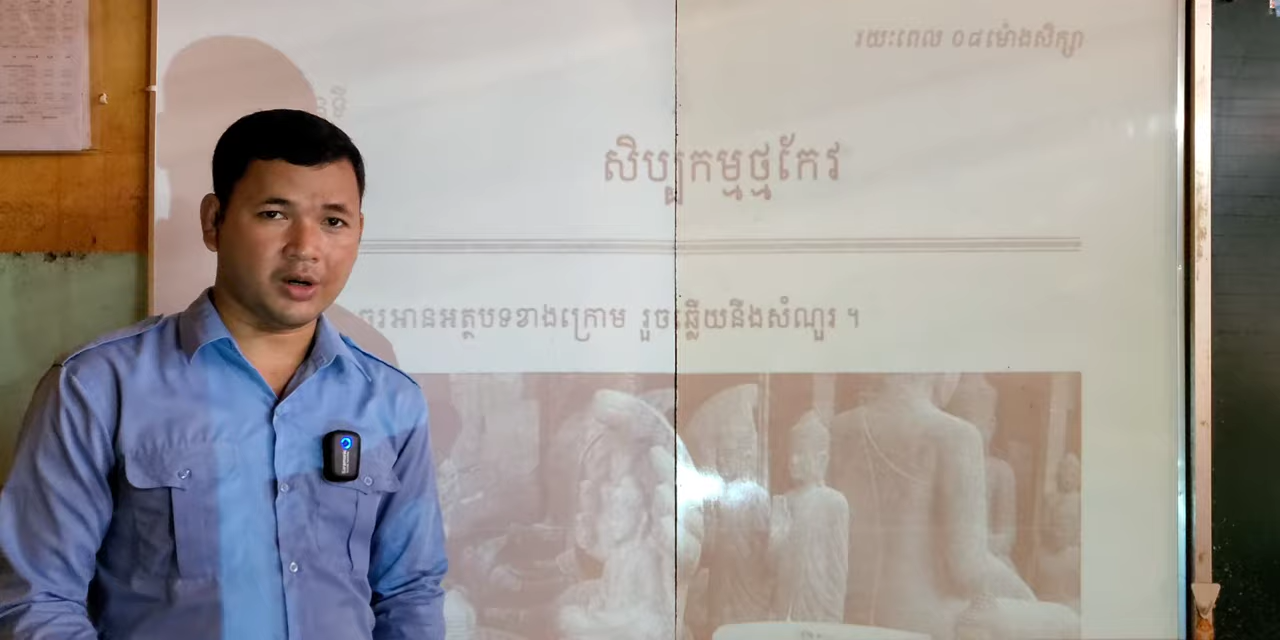 រយៈពេល ០៨ម៉ោងសិក្សា
សិប្បកម្មថ្មកែវ
ចូរអានអត្ថបទខាងក្រោម រួចឆ្លើយនឹងសំណួរ ។